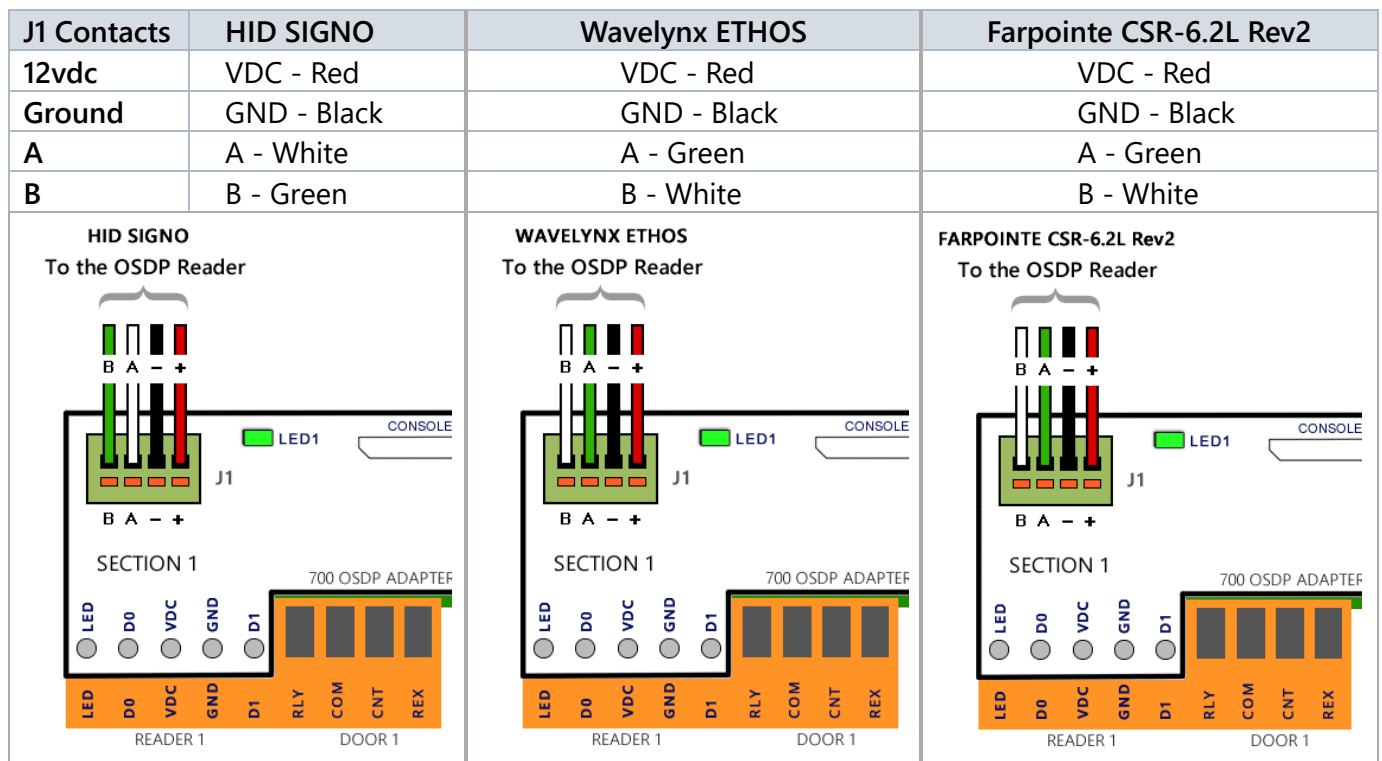 J1 Contacts HID SIGNO Wavelynx ETHOS Farpointe CSR-6.2L Rev2
12vdc VDC - Red VDC - Red VDC - Red
Ground GND - Black GND - Black GND - Black
A A - White A - Green A - Green
B B - Green B - White B - White
HID SIGNO
To the OSDP Reader
B A - +
CONSOLE
LED1
J1
B A - +
SECTION 1
700 OSDP ADAPTER
LED D0 VDC GND D1
LED D0 VDC GND D1 RLY COM CNT REX
READER 1 DOOR 1
WAVELYNX ETHOS
To the OSDP Reader
B A - +
CONSOLE
LED1
J1
B A - +
SECTION 1
700 OSDP ADAPTER
LED D0 VDC GND D1
LED D0 VDC GND D1 RLY COM CNT REX
READER 1 DOOR 1
FARPOINTE CSR-6.2L Rev2
To the OSDP Reader
B A - +
CONSOLE
LED1
J1
B A - +
SECTION 1
700 OSDP ADAPTER
LED D0 VDC GND D1
LED D0 VDC GND D1 RLY COM CNT REX
READER 1 DOOR 1